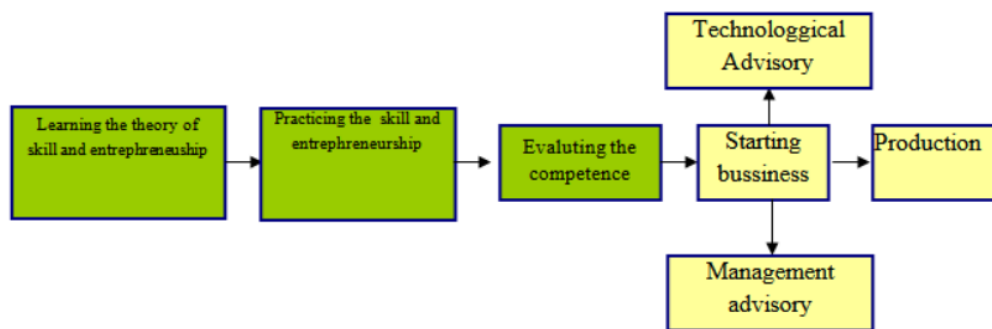 Technologgical
Advisory
Learning the theory of
skill and entrephreneuship
Practicing the skill and
entrephreneurship
Evaluting the
competence
Starting
bussiness
Production
Management
advisory